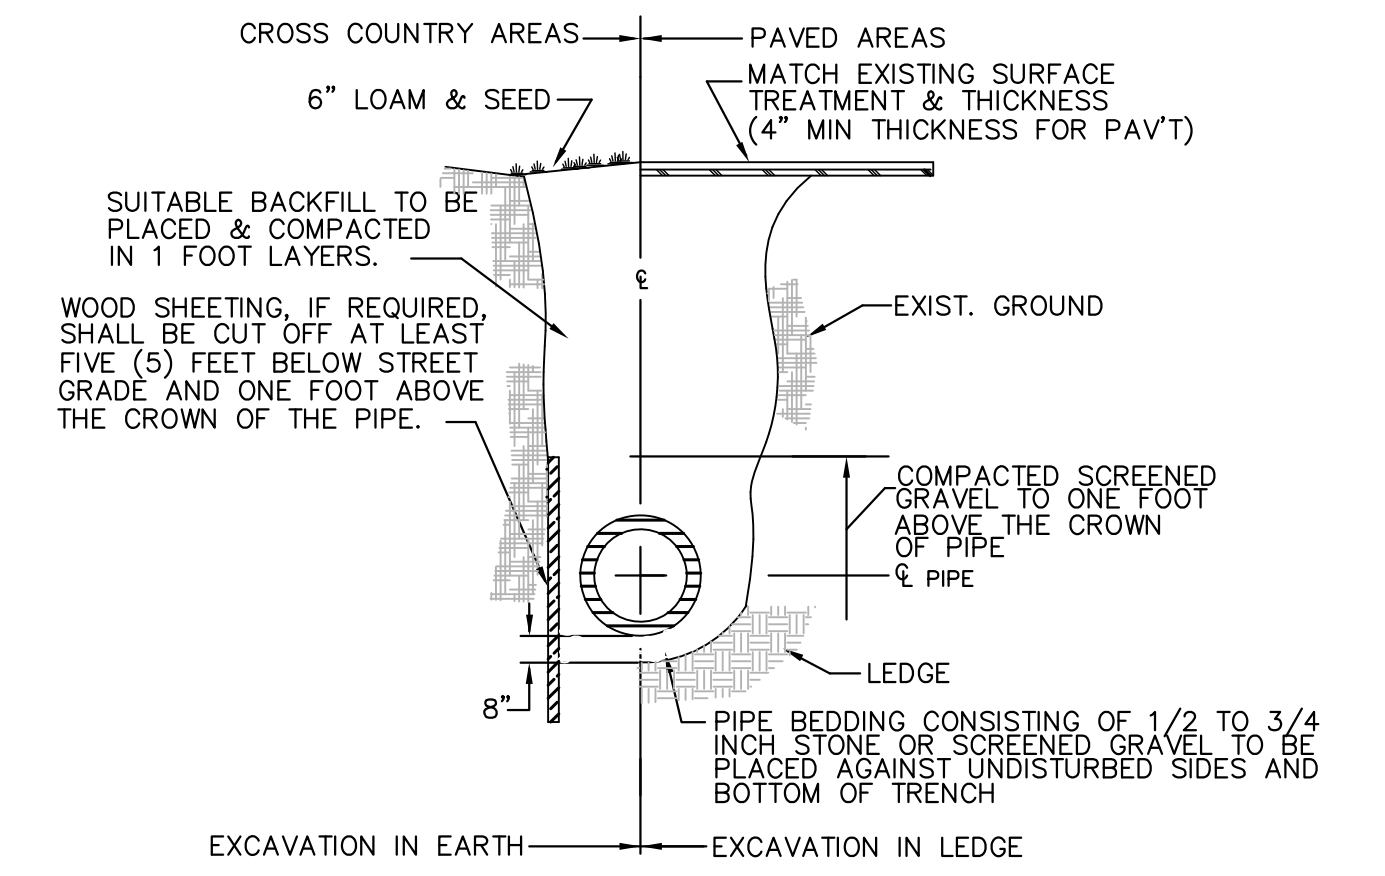 CROSS COUNTRY AREAS
PAVED AREAS
MATCH EXISTING SURFACE
TREATMENT & THICKNESS
(4" MIN THICKNESS FOR PAV'T)
6" LOAM & SEED
SUITABLE BACKFILL TO BE
PLACED & COMPACTED
IN 1 FOOT LAYERS.
℄
WOOD SHEETING, IF REQUIRED,
SHALL BE CUT OFF AT LEAST
FIVE (5) FEET BELOW STREET
GRADE AND ONE FOOT ABOVE
THE CROWN OF THE PIPE.
EXIST. GROUND
COMPACTED SCREENED
GRAVEL TO ONE FOOT
ABOVE THE CROWN
OF PIPE
℄ PIPE
LEDGE
8"
PIPE BEDDING CONSISTING OF 1/2 TO 3/4
INCH STONE OR SCREENED GRAVEL TO BE
PLACED AGAINST UNDISTURBED SIDES AND
BOTTOM OF TRENCH
EXCAVATION IN EARTH
EXCAVATION IN LEDGE